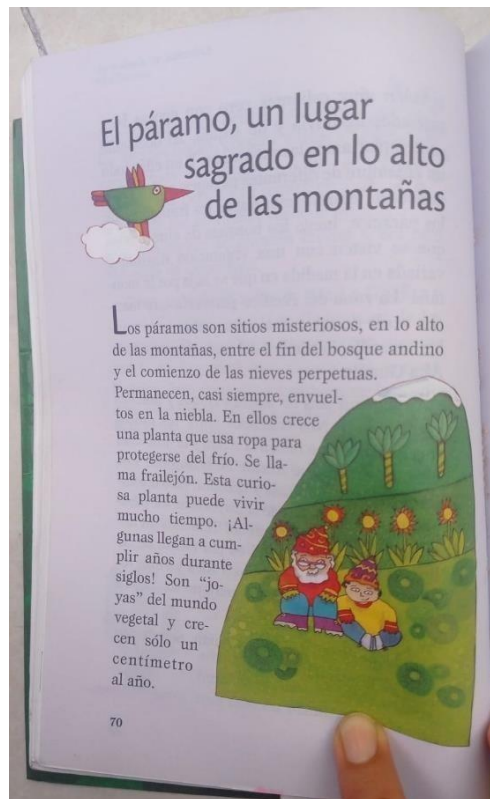 El páramo, un lugar
sagrado en lo alto
de las montañas
Los páramos son sitios misteriosos, en lo alto
de las montañas, entre el fin del bosque andino
y el comienzo de las nieves perpetuas.
Permanecen, casi siempre, envuel-
tos en la niebla. En ellos crece
una planta que usa ropa para
protegerse del frío. Se lla-
ma frailejón. Esta curio-
sa planta puede vivir
mucho tiempo. ¡Al-
gunas llegan a cum-
plir años durante
siglos! Son “jo-
yas” del mundo
vegetal y cre-
cen sólo un
centímetro
al año.
70